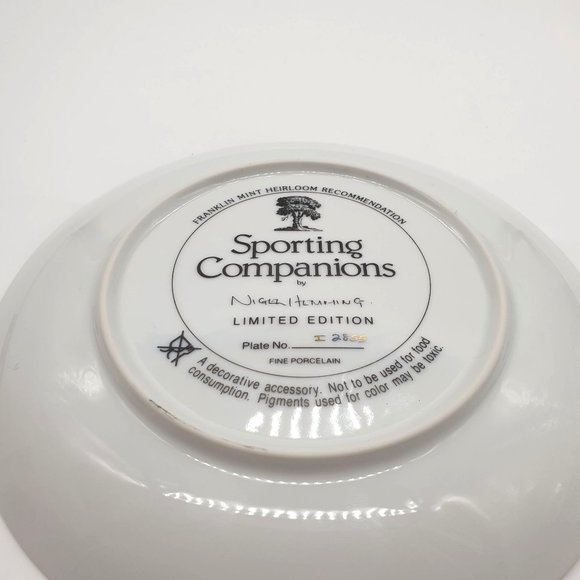 FRANKLIN MINT HEIRLOOM RECOMMENDATION
Sporting
Companions
by
Nigel Hemming.
LIMITED EDITION
Plate No.
FINE PORCELAIN
A decorative accessory. Not to be used for food
consumption. Pigments used for color may be toxic.